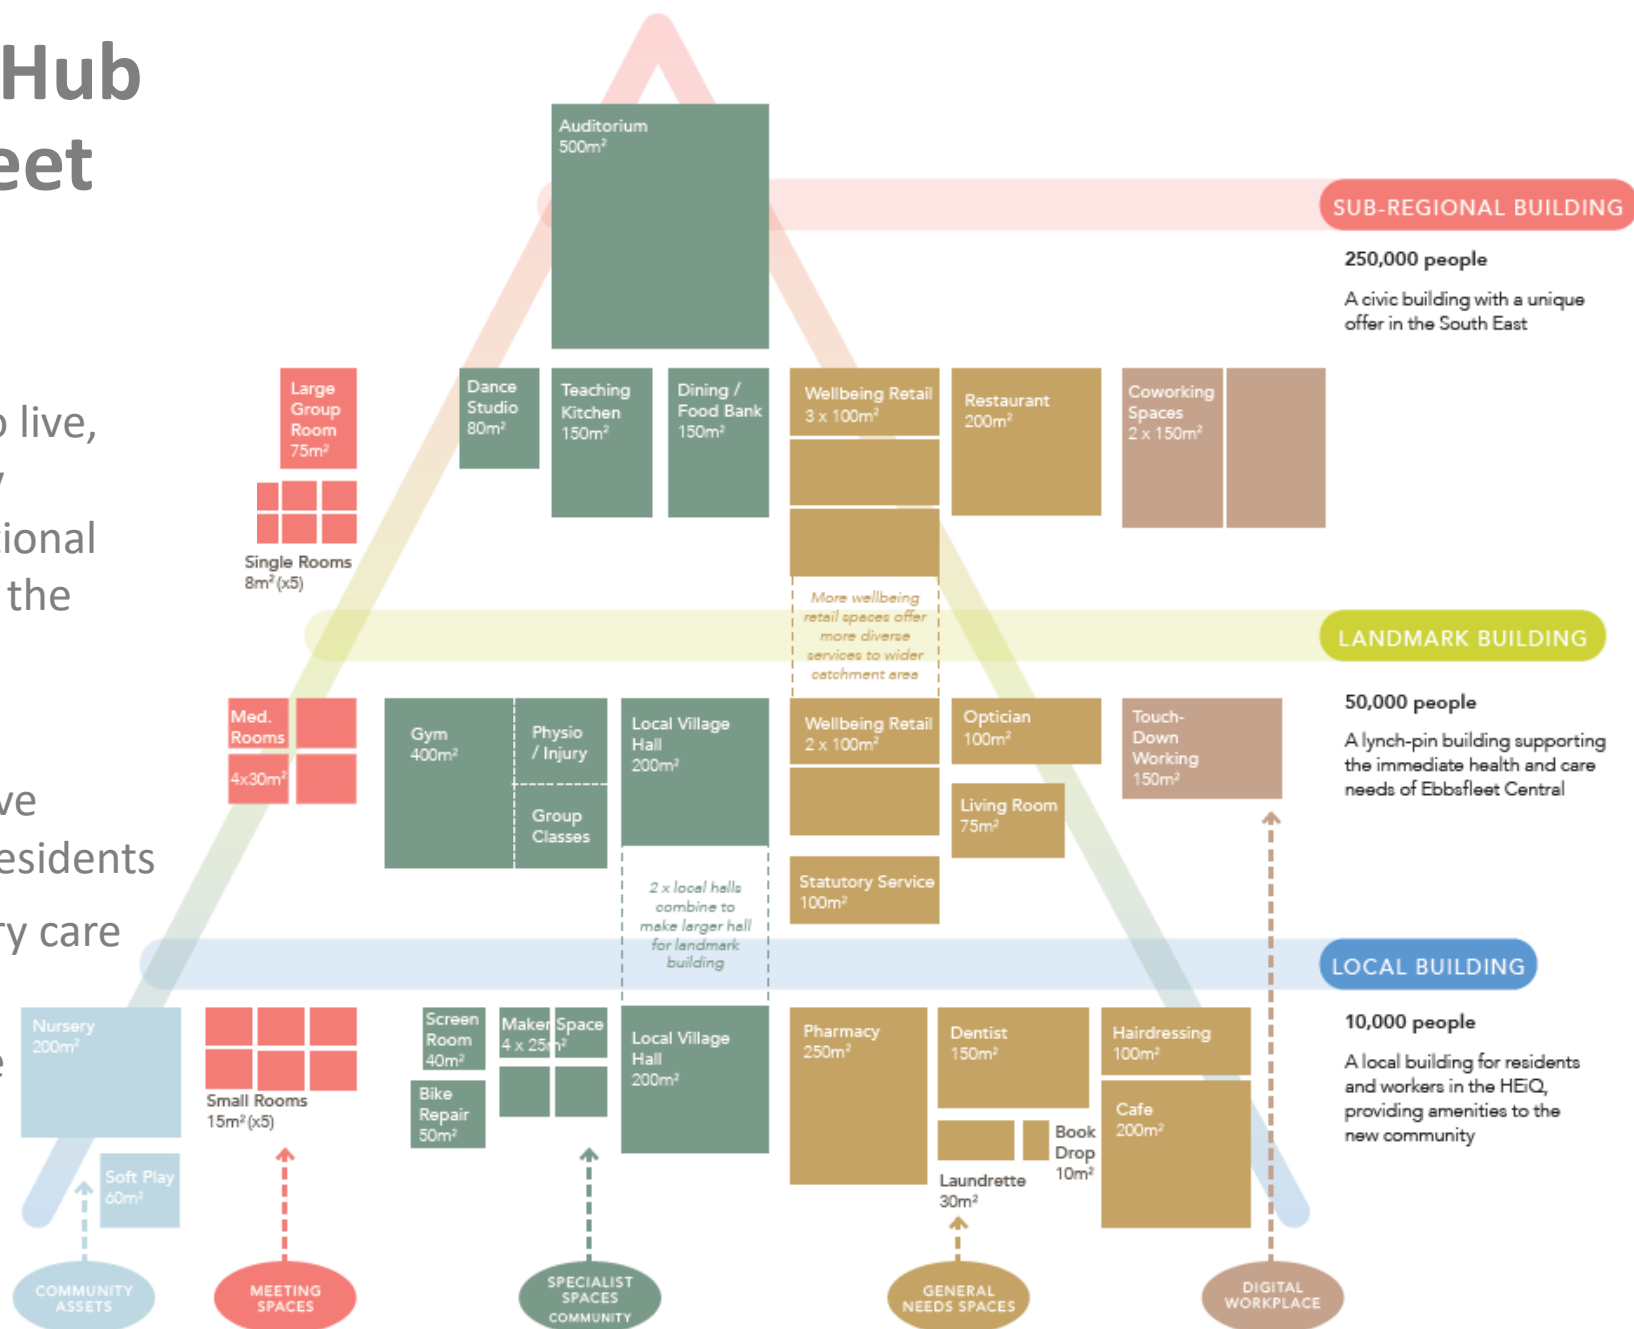 Hub
eet
o live,
y
tional
the
ve
esidents
ry care
e
Auditorium
500m²
SUB-REGIONAL BUILDING
250,000 people
A civic building with a unique
offer in the South East
Large
Group
Room
75m²
Single Rooms
8m² (x5)
Dance
Studio
80m²
Teaching
Kitchen
150m²
Dining /
Food Bank
150m²
Wellbeing Retail
3 x 100m²
Restaurant
200m²
Coworking
Spaces
2 x 150m²
More wellbeing
retail spaces offer
more diverse
services to wider
catchment area
LANDMARK BUILDING
50,000 people
A lynch-pin building supporting
the immediate health and care
needs of Ebbsfleet Central
Med.
Rooms
4x30m²
Gym
400m²
Physio
/ Injury
Group
Classes
Local Village
Hall
200m²
Wellbeing Retail
2 x 100m²
Optician
100m²
Living Room
75m²
Statutory Service
100m²
Touch-
Down
Working
150m²
2 x local halls
combine to
make larger hall
for landmark
building
LOCAL BUILDING
10,000 people
A local building for residents
and workers in the HEiQ,
providing amenities to the
new community
Nursery
200m²
Soft Play
60m²
Small Rooms
15m² (x5)
Screen
Room
40m²
Bike
Repair
50m²
Maker Space
4 x 25m²
Local Village
Hall
200m²
Pharmacy
250m²
Dentist
150m²
Laundrette
30m²
Book
Drop
10m²
Hairdressing
100m²
Cafe
200m²
COMMUNITY
ASSETS
MEETING
SPACES
SPECIALIST
SPACES
COMMUNITY
GENERAL
NEEDS SPACES
DIGITAL
WORKPLACE